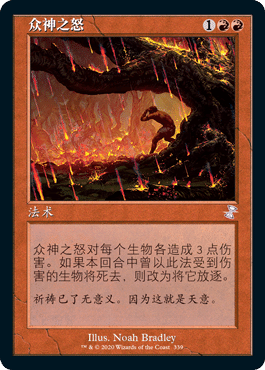 众神之怒 1
法术
众神之怒对每个生物各造成3点伤
害。如果本回合中曾以此法受到伤
害的生物将死去，则改为将它放逐。
祈祷已了无意义。因为这就是天意。
Illus. Noah Bradley
™ & © 2020 Wizards of the Coast 339